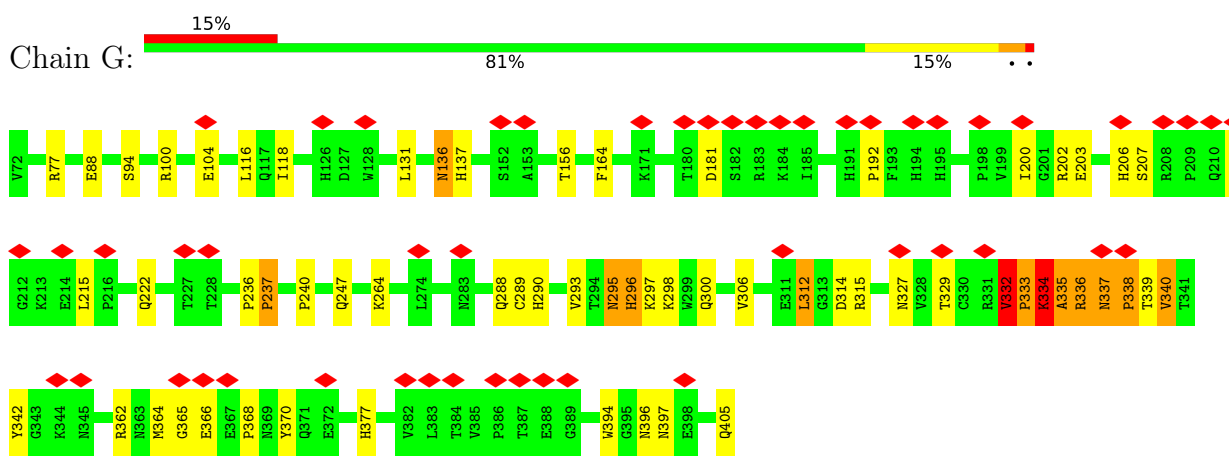 15%
Chain G:
81% 15% • •
V72 R77 E88 S94 R100 E104 L116 Q117 I118 H126 D127 W128 L131 N136 H137 S152 A153 T156 F164 K171 T180 D181 S182 R183 K184 I185 H191 P192 F193 H194 H195 P198 V199 I200 G201 R202 E203 H206 S207 R208 P209 Q210
G212 K213 E214 L215 P216 Q222 T227 T228 P236 P237 P240 Q247 K264 L274 N283 Q288 C289 H290 V293 T294 N295 H296 K297 K298 W299 Q300 V306 E311 L312 G313 D314 R315 N327 V328 T329 C330 R331 V332 P333 K334 A335 R336 N337 P338 T339 V340 T341
Y342 G343 K344 N345 R362 N363 M364 G365 E366 E367 P368 N369 Y370 Q371 E372 H377 V382 L383 T384 V385 P386 T387 E388 G389 W394 G395 N396 N397 E398 Q405